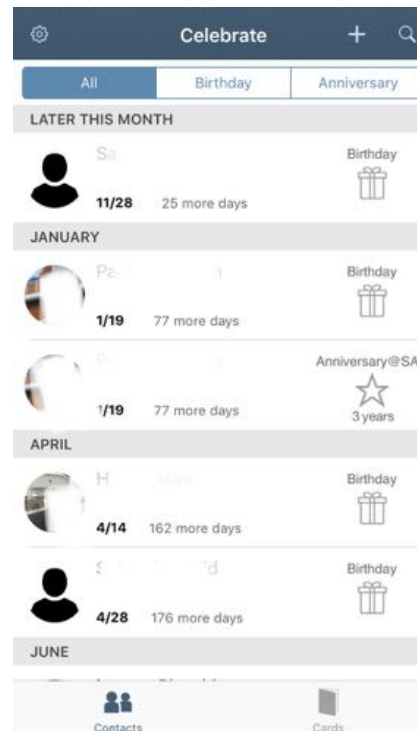 Celebrate
All Birthday Anniversary
LATER THIS MONTH
Birthday
11/28 25 more days
JANUARY
Birthday
1/19 77 more days
Anniversary@SA
1/19 77 more days
3 years
APRIL
Birthday
4/14 162 more days
Birthday
4/28 176 more days
JUNE
Contacts Cards